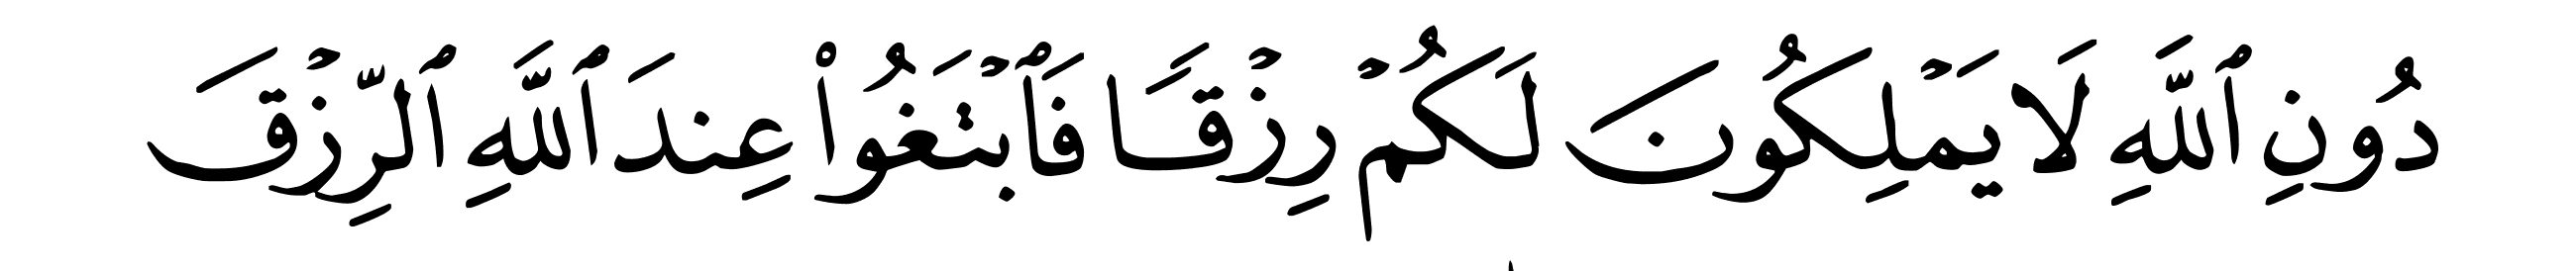 دُونِ ٱللَّهِ لَا يَمۡلِكُونَ لَكُمۡ رِزۡقٗا فَٱبۡتَغُواْ عِندَ ٱللَّهِ ٱلرِّزۡقَ